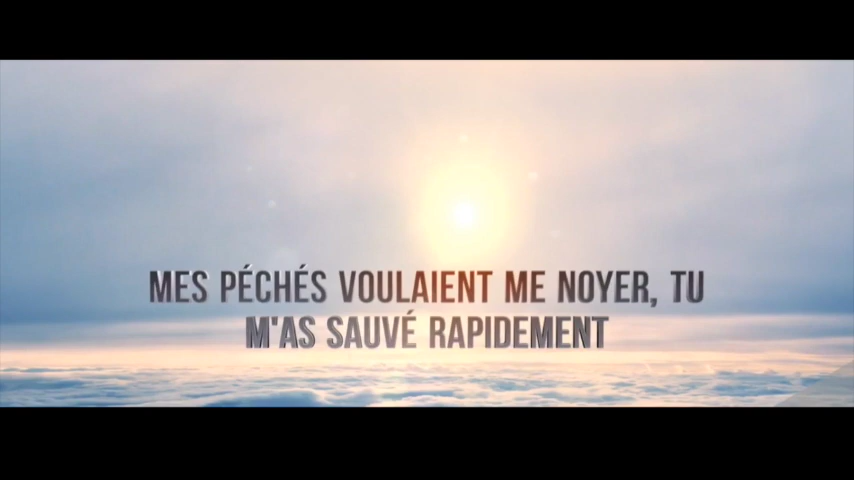 MES PÉCHÉS VOULAIENT ME NOYER, TU
M'AS SAUVÉ RAPIDEMENT